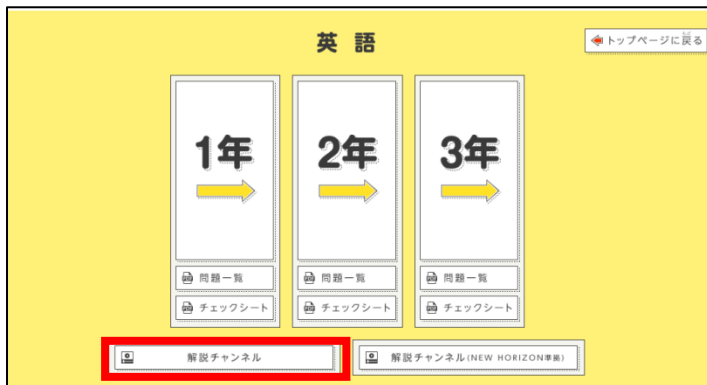 英語
トップページに戻る
1年
2年
3年
問題一覧
問題一覧
問題一覧
チェックシート
チェックシート
チェックシート
解説チャンネル
解説チャンネル(NEW HORIZON準拠)